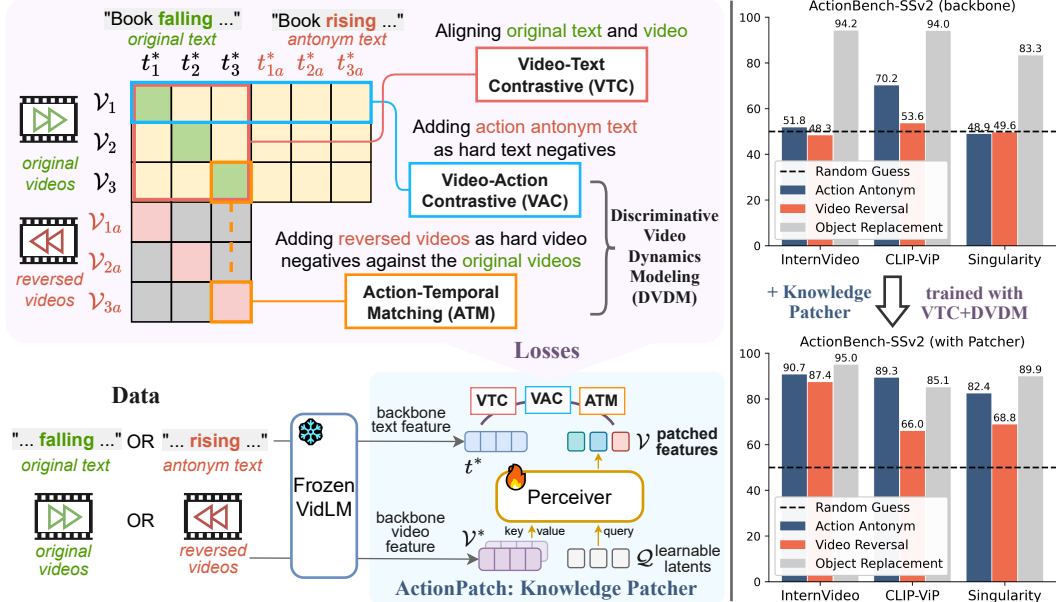 "Book falling ..."
original text
"Book rising ..."
antonym text
t*1 t*2 t*3 t*1a t*2a t*3a
V1
V2
V3
V1a
V2a
V3a
original
videos
reversed
videos
Aligning original text and video
Video-Text
Contrastive (VTC)
Adding action antonym text
as hard text negatives
Video-Action
Contrastive (VAC)
Adding reversed videos as hard video
negatives against the original videos
Action-Temporal
Matching (ATM)
Discriminative
Video
Dynamics
Modeling
(DVDM)
Losses
Data
"... falling ..." OR "... rising ..."
original text
antonym text
OR
original
videos
reversed
videos
Frozen
VidLM
backbone
text feature
backbone
video
feature
VTC VAC ATM
t*
V patched
features
Perceiver
key value query
V*
Q learnable
latents
ActionPatch: Knowledge Patcher
ActionBench-SSv2 (backbone)
100
80
60
40
20
0
51.8 48.3 94.2
70.2 53.6 94.0
48.9 49.6 83.3
Random Guess
Action Antonym
Video Reversal
Object Replacement
InternVideo CLIP-ViP Singularity
+ Knowledge
Patcher
trained with
VTC+DVDM
ActionBench-SSv2 (with Patcher)
100
80
60
40
20
0
90.7 87.4 95.0
89.3 66.0 85.1
82.4 68.8 89.9
Random Guess
Action Antonym
Video Reversal
Object Replacement
InternVideo CLIP-ViP Singularity